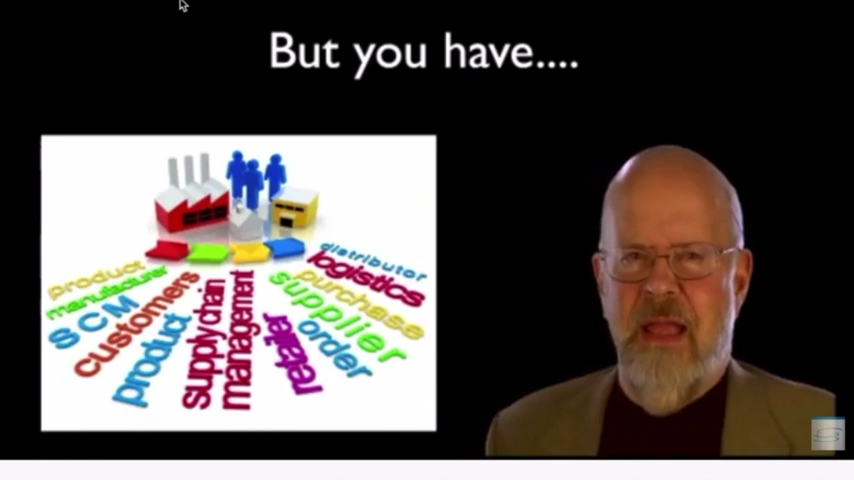 But you have....
distributor
product
logistics
manufacturer
purchase
SCM
supplier
customers
order
product
supply chain
management
retailer